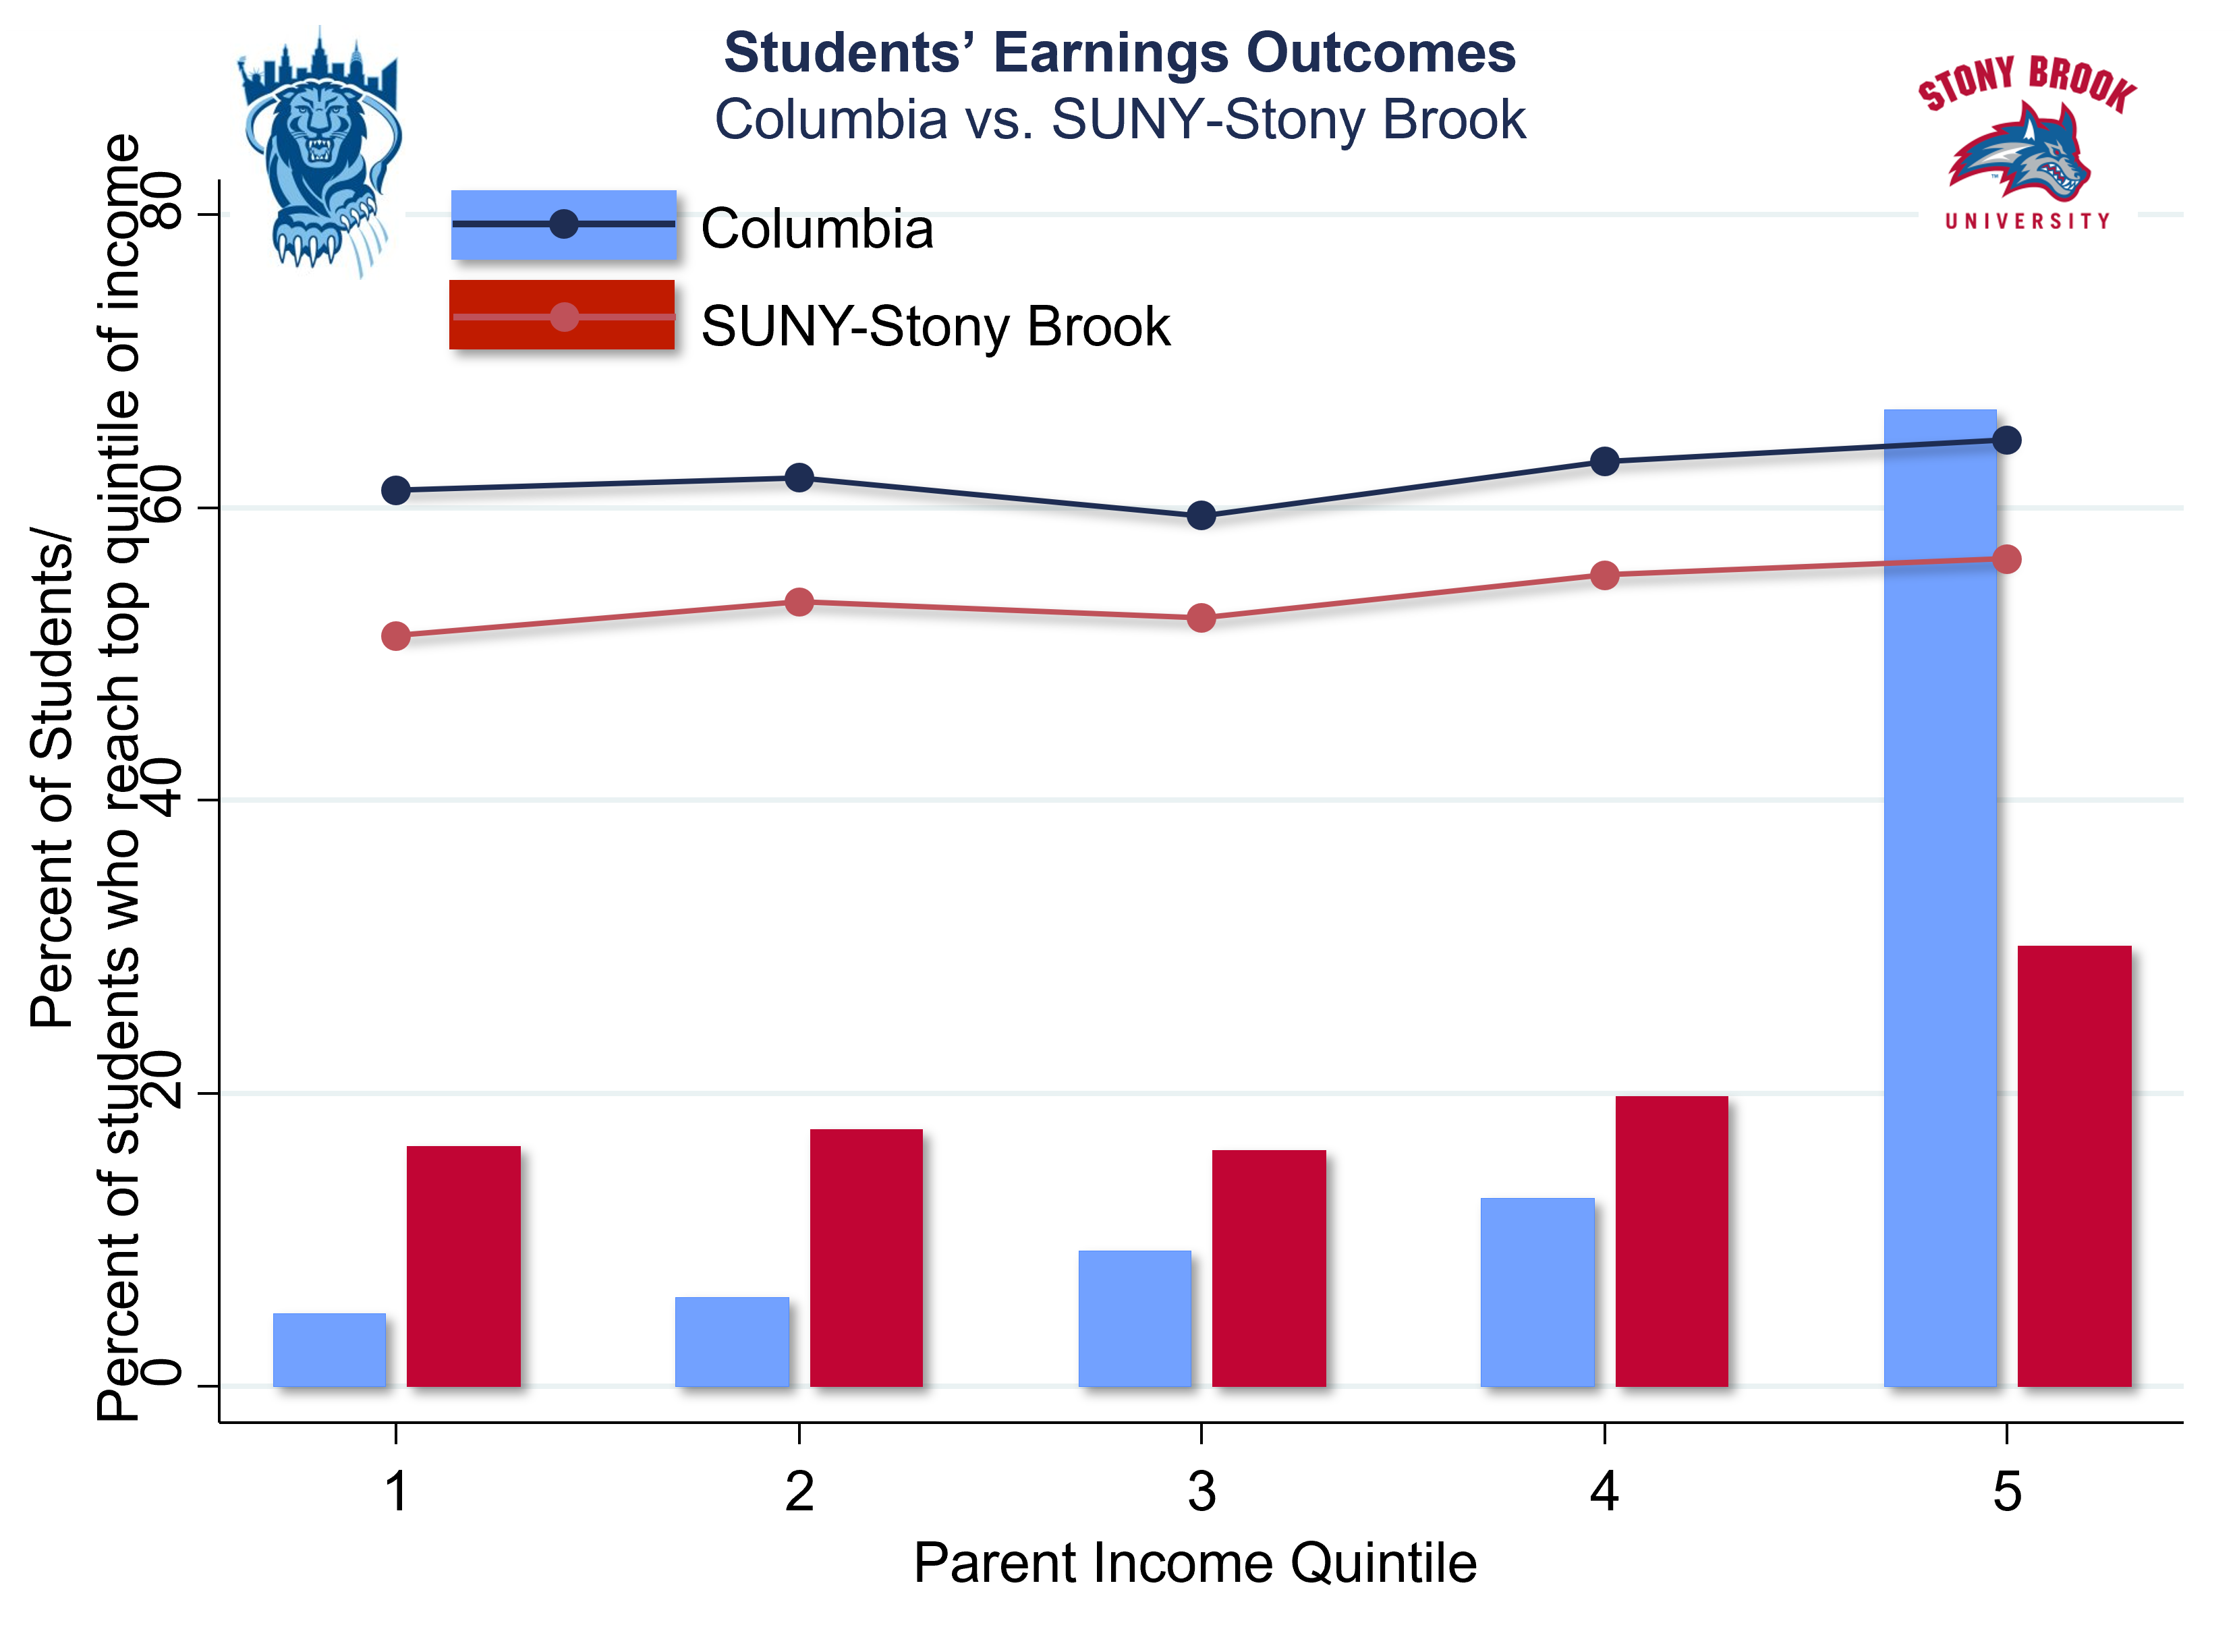 Students’ Earnings Outcomes
Columbia vs. SUNY-Stony Brook
STONY BROOK
™
UNIVERSITY
Columbia
SUNY-Stony Brook
Percent of Students/
Percent of students who reach top quintile of income
80
60
40
20
0
1 2 3 4 5
Parent Income Quintile